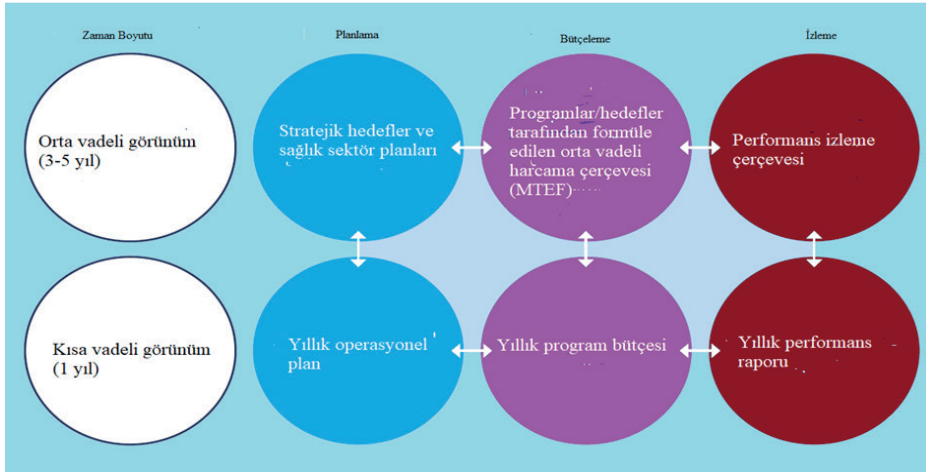 Zaman Boyutu
Planlama
Bütçeleme
İzleme
Orta vadeli görünüm
(3-5 yıl)
Stratejik hedefler ve
sağlık sektör planları
Programlar/hedefler
tarafından formüle
edilen orta vadeli
harcama çerçevesi
(MTEF)
Performans izleme
çerçevesi
Kısa vadeli görünüm
(1 yıl)
Yıllık operasyonel
plan
Yıllık program bütçesi
Yıllık performans
raporu